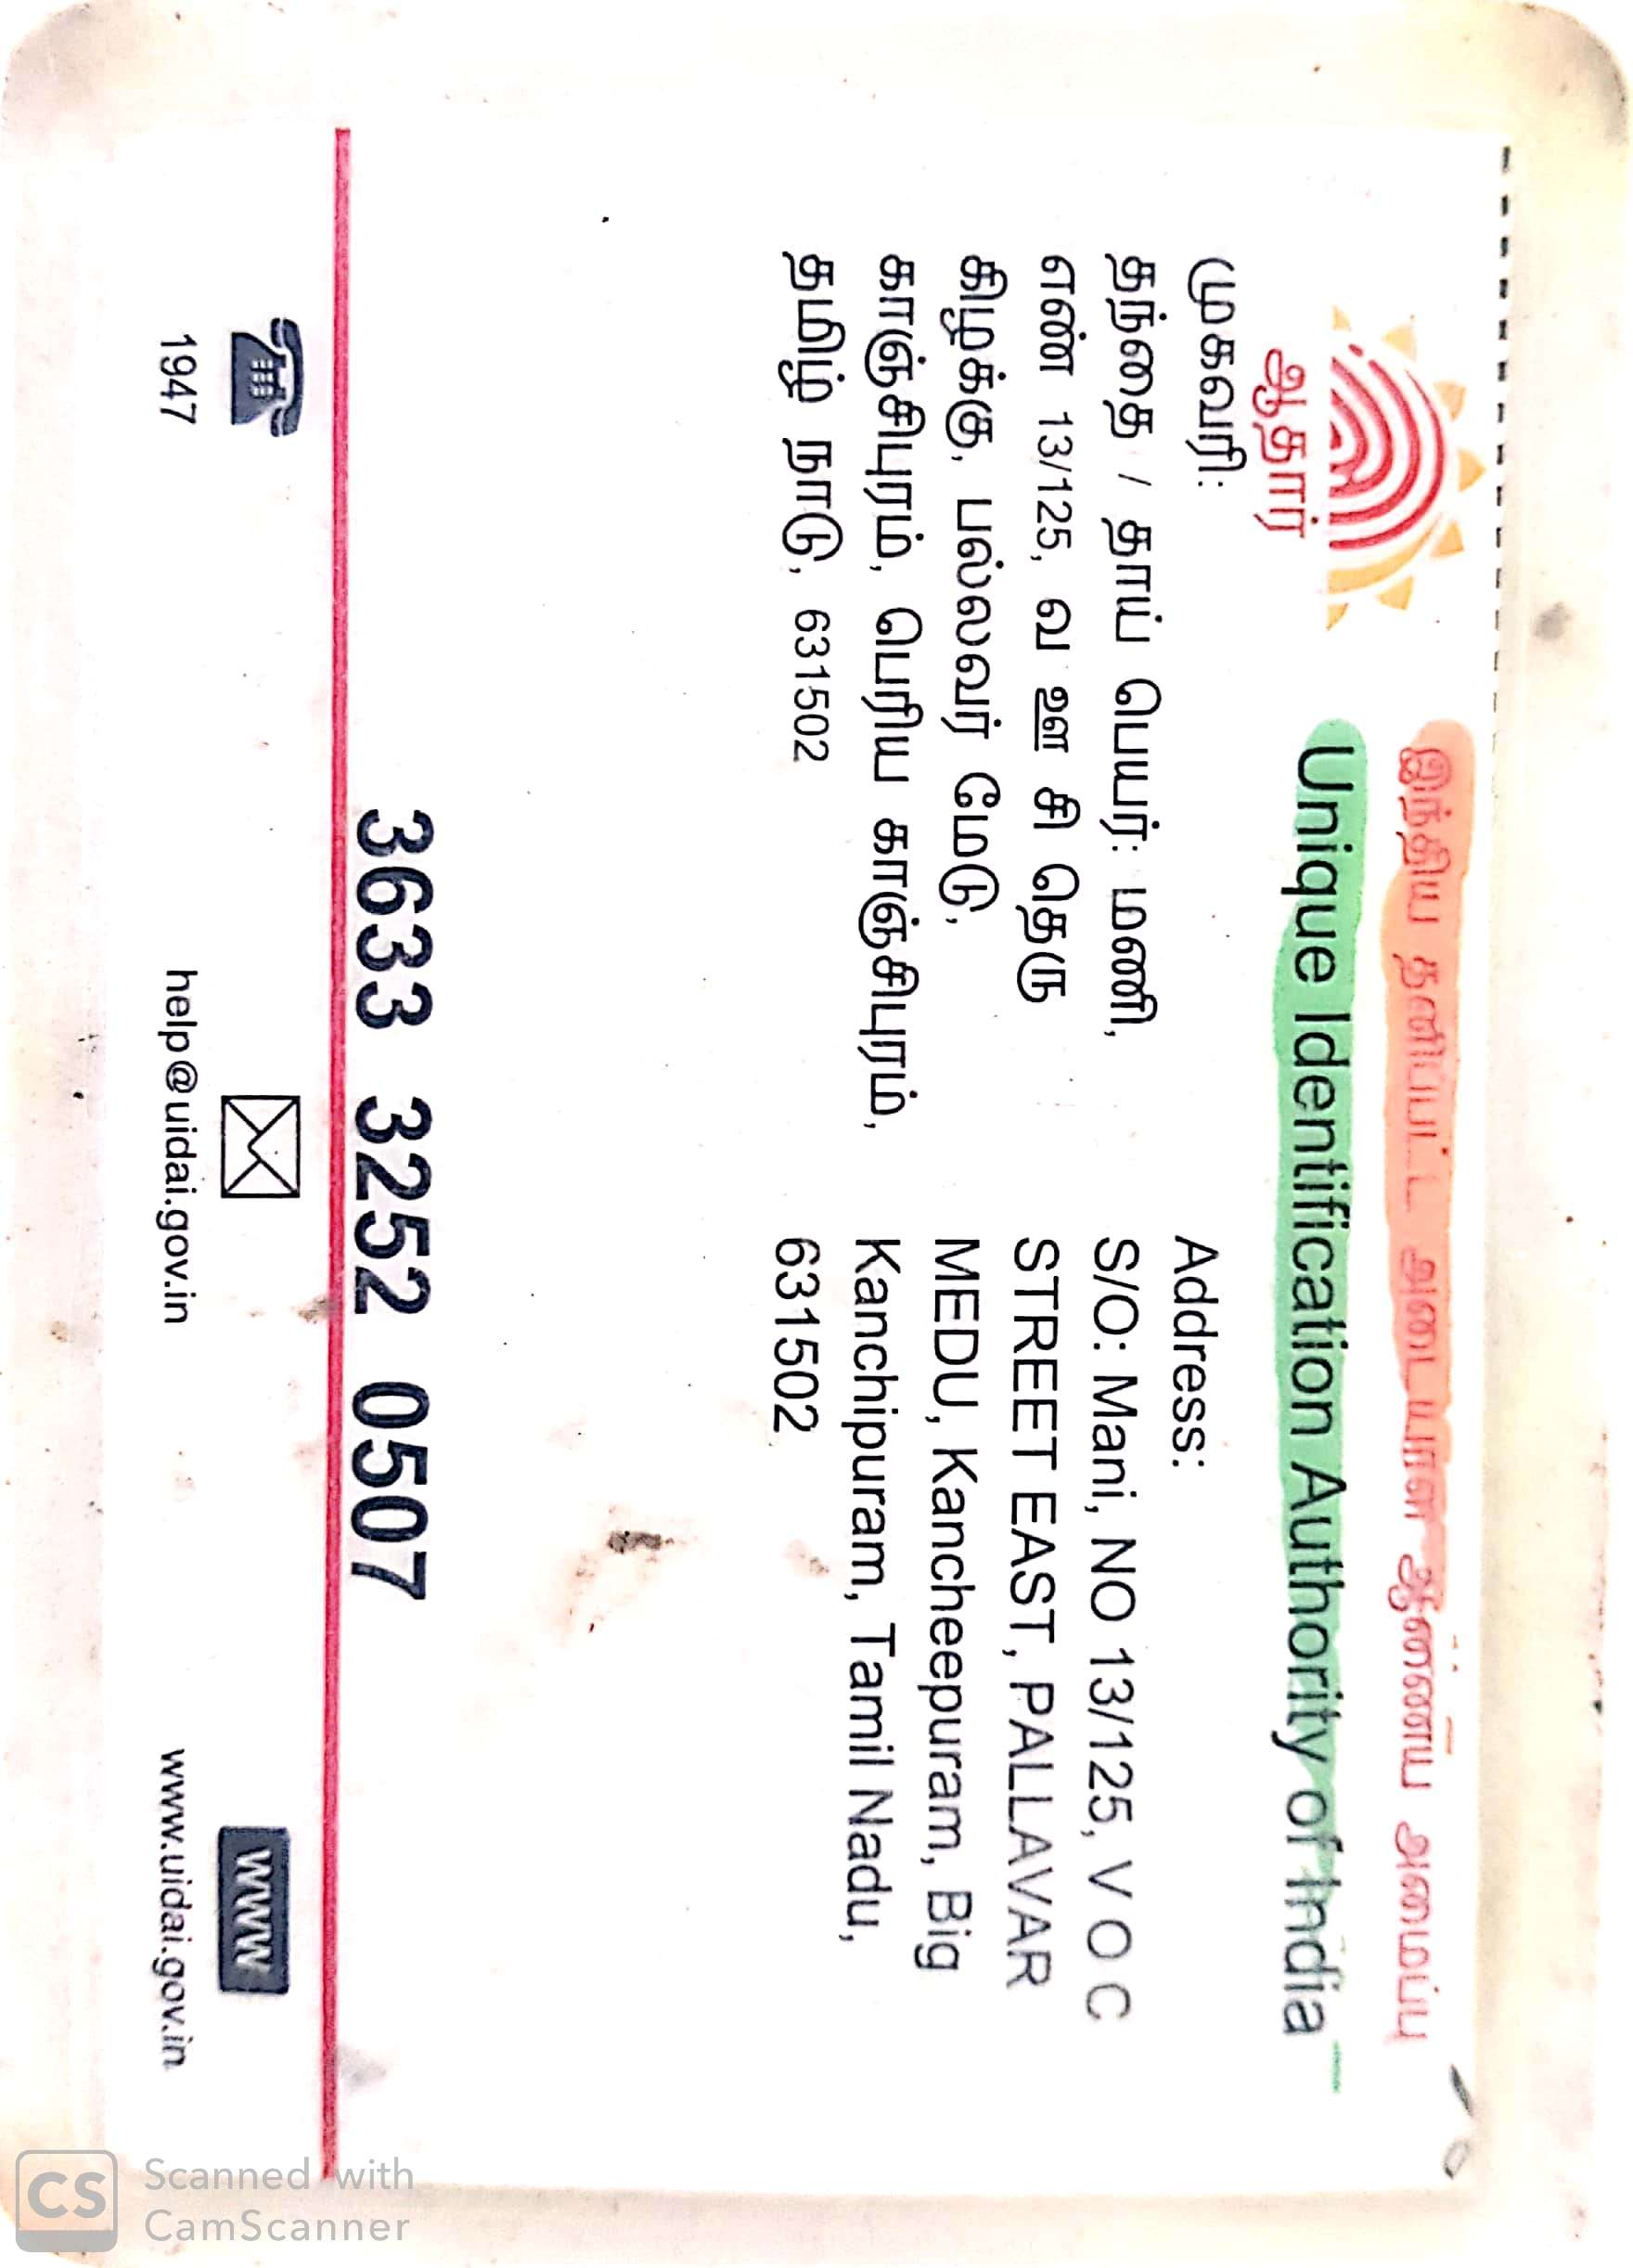 இந்திய தனிப்பட்ட அடையாள ஆணைய அமைப்பு
Unique Identification Authority of India
ஆதார்
முகவரி:
தந்தை / தாய் பெயர்: மணி,
எண் 13/125, வ ஊ சி தெரு
கிழக்கு, பல்லவர் மேடு,
காஞ்சிபுரம், பெரிய காஞ்சிபுரம்,
தமிழ் நாடு, 631502
Address:
S/O: Mani, NO 13/125, V O C
STREET EAST, PALLAVAR
MEDU, Kancheepuram, Big
Kanchipuram, Tamil Nadu,
631502
3633 3252 0507
1947
help@uidai.gov.in
www
www.uidai.gov.in
CS
Scanned with
CamScanner